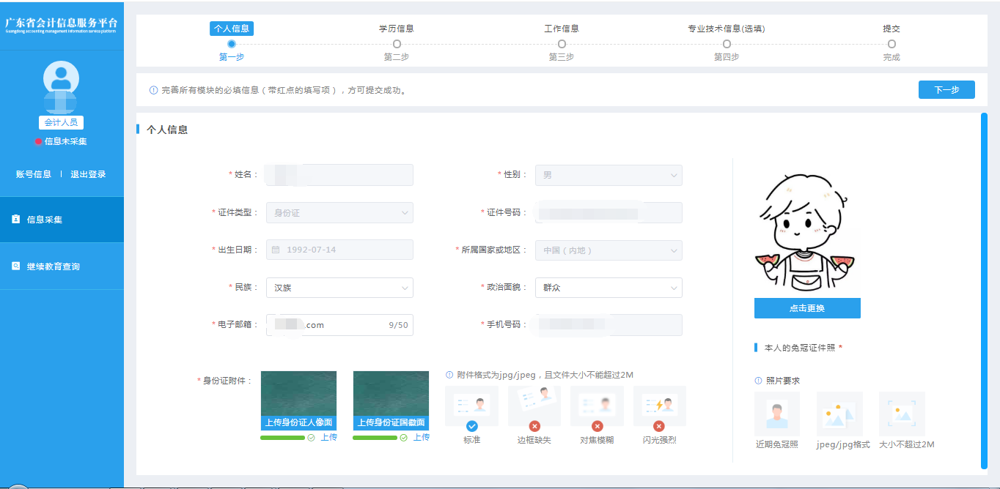 广东省会计信息服务平台
Guangdong accounting management information service platform
会计人员
信息未采集
账号信息 | 退出登录
信息采集
继续教育查询
个人信息 学历信息 工作信息 专业技术信息(选填) 提交
第一步 第二步 第三步 第四步 完成
完善所有模块的必填信息（带红点的填写项），方可提交成功。
下一步
个人信息
* 姓名： * 性别： 男
* 证件类型： 身份证 * 证件号码：
* 出生日期： 1992-07-14 * 所属国家或地区： 中国（内地）
* 民族： 汉族 * 政治面貌： 群众
* 电子邮箱： .com 9/50 * 手机号码：
* 身份证附件：
上传身份证人像面 上传身份证国徽面
上传 上传
附件格式为jpg/jpeg，且文件大小不能超过2M
标准 边框缺失 对焦模糊 闪光强烈
点击更换
本人的免冠证件照 *
照片要求
近期免冠照 jpeg/jpg格式 大小不超过2M